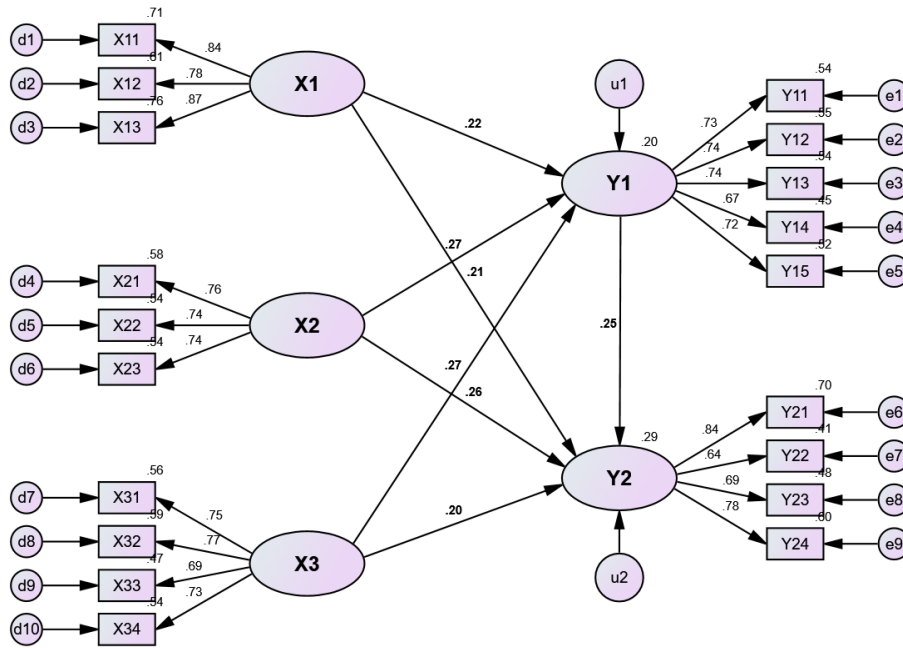 .71
d1
X11
.84
.61
d2
X12
.78
.76
d3
X13
.87
X1
.58
d4
X21
.76
.54
d5
X22
.74
.54
d6
X23
.74
X2
.56
d7
X31
.75
.59
d8
X32
.77
.47
d9
X33
.69
.54
d10
X34
.73
X3
.22
.27
.21
.27
.26
.20
.25
u1
.20
Y1
.54
.73
Y11
e1
.55
.74
Y12
e2
.54
.74
Y13
e3
.45
.67
Y14
e4
.52
.72
Y15
e5
.29
Y2
u2
.70
.84
Y21
e6
.41
.64
Y22
e7
.48
.69
Y23
e8
.60
.78
Y24
e9